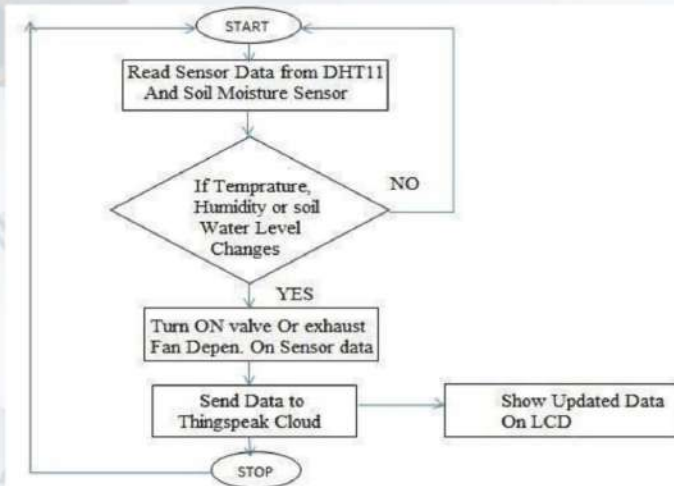 START
Read Sensor Data from DHT11
And Soil Moisture Sensor
If Temprature,
Humidity or soil
Water Level
Changes
NO
YES
Turn ON valve Or exhaust
Fan Depen. On Sensor data
Send Data to
Thingspeak Cloud
Show Updated Data
On LCD
STOP